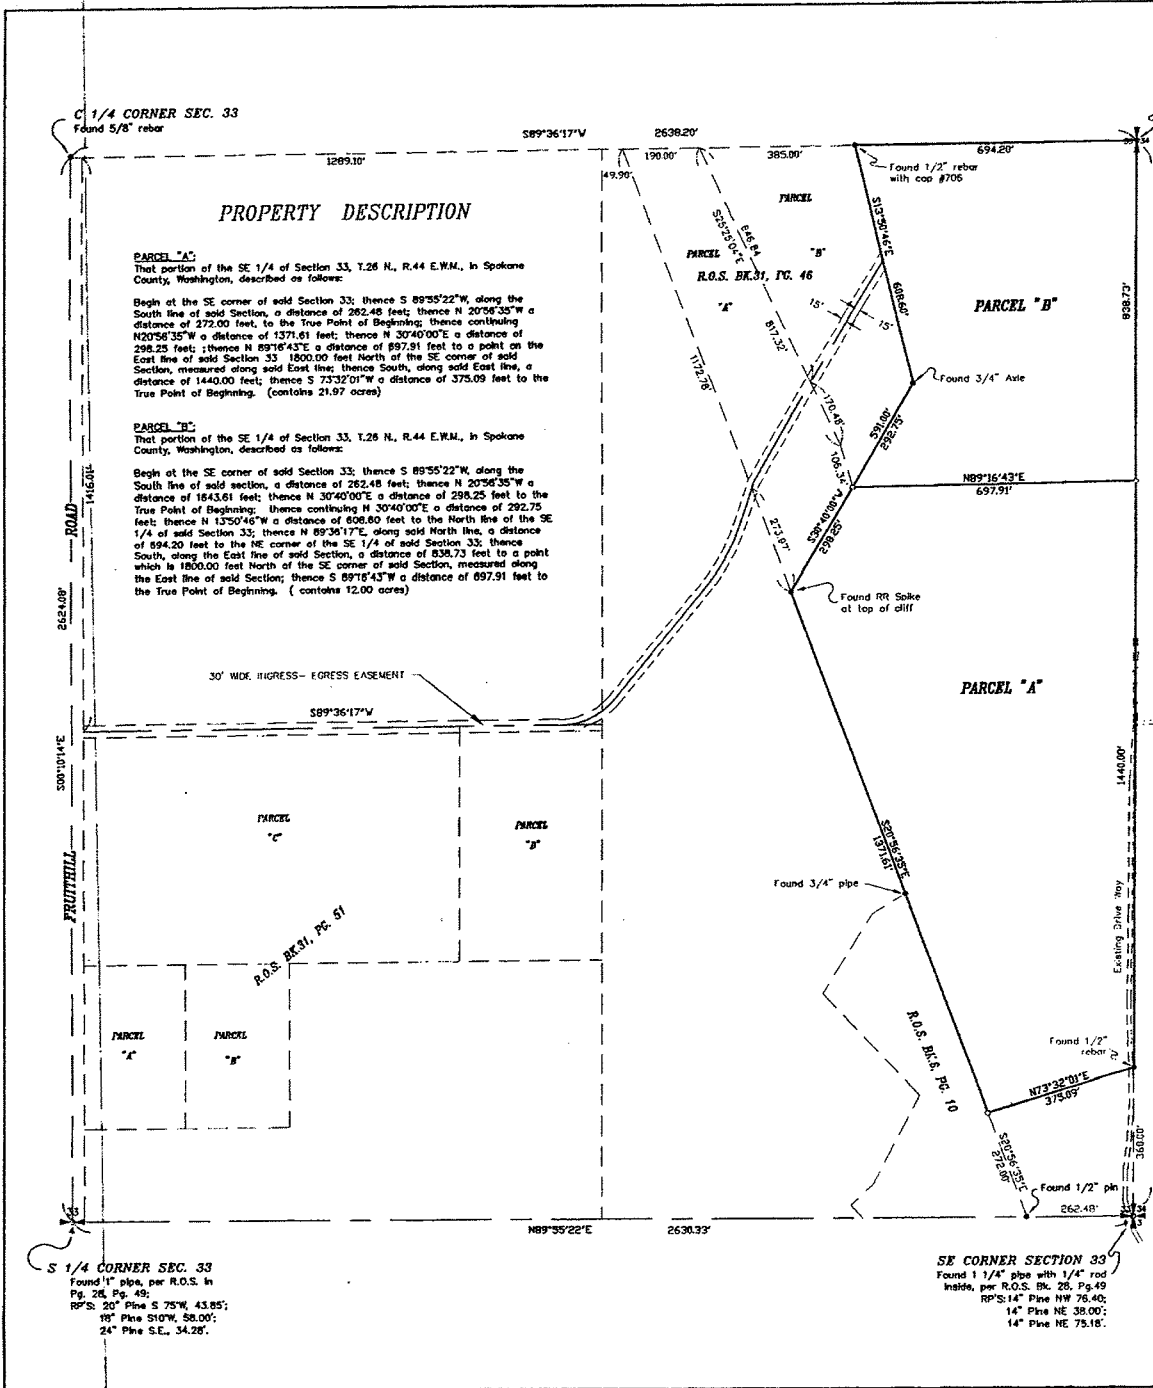 C 1/4 CORNER SEC. 33
Found 5/8" rebar
S89°36'17"W 2638.20'
1289.10'
49.90'
190.00'
385.00'
694.20'
Found 1/2" rebar
with cap #706
PROPERTY DESCRIPTION
PARCEL "A":
That portion of the SE 1/4 of Section 33, T.26 N., R.44 E.W.M., in Spokane
County, Washington, described as follows:
Begin at the SE corner of said Section 33; thence S 89°55'22"W, along the
South line of said Section, a distance of 262.48 feet; thence N 20°56'35"W a
distance of 272.00 feet, to the True Point of Beginning; thence continuing
N20°56'35"W a distance of 1371.61 feet; thence N 30°40'00"E a distance of
298.25 feet; ;thence N 89°16'43"E a distance of 697.91 feet to a point on the
East line of said Section 33 1800.00 feet North of the SE corner of said
Section, measured along said East line; thence South, along said East line, a
distance of 1440.00 feet; thence S 73°32'01"W a distance of 375.09 feet to the
True Point of Beginning. (contains 21.97 acres)
PARCEL "B":
That portion of the SE 1/4 of Section 33, T.26 N., R.44 E.W.M., in Spokane
County, Washington, described as follows:
Begin at the SE corner of said Section 33; thence S 89°55'22"W, along the
South line of said section, a distance of 262.48 feet; thence N 20°56'35"W a
distance of 1643.61 feet; thence N 30°40'00"E a distance of 298.25 feet to the
True Point of Beginning; thence continuing N 30°40'00"E a distance of 292.75
feet; thence N 13°50'46"W a distance of 608.60 feet to the North line of the SE
1/4 of said Section 33; thence N 89°36'17"E, along said North line, a distance
of 694.20 feet to the NE corner of the SE 1/4 of said Section 33; thence
South, along the East line of said Section, a distance of 838.73 feet to a point
which is 1800.00 feet North of the SE corner of said Section, measured along
the East line of said Section; thence S 89°16'43"W a distance of 697.91 feet to
the True Point of Beginning. ( contains 12.00 acres)
PARCEL
"B"
PARCEL
"A"
R.O.S. BK.31, PG. 46
S25°25'04"E
846.84
817.32'
1172.78'
170.48'
106.34'
273.97'
15'
15'
S13°50'46"E
608.60'
PARCEL "B"
838.73'
Found 3/4" Axle
591.00'
292.75'
S30°40'00"W
298.25'
N89°16'43"E
697.91'
Found RR Spike
at top of cliff
PARCEL "A"
1416.01'
ROAD
2624.08'
S00°10'14"E
FRUITHILL
30' WIDE INGRESS- EGRESS EASEMENT
S89°36'17"W
PARCEL
"C"
PARCEL
"D"
R.O.S. BK.31, PG. 51
PARCEL
"A"
PARCEL
"B"
S20°56'35"E
1371.61'
Found 3/4" pipe
R.O.S. BK.6, PG. 10
1440.00'
Existing Drive Way
Found 1/2"
rebar
N73°32'01"E
375.09'
S20°56'35"E
272.00'
360.00'
Found 1/2" pin
262.48'
N89°55'22"E 2630.33'
S 1/4 CORNER SEC. 33
Found 1" pipe, per R.O.S. in
Pg. 28, Pg. 49;
RP'S: 20" Pine S 75°W, 43.85';
18" Pine S10°W, 58.00';
24" Pine S.E., 34.28'.
SE CORNER SECTION 33
Found 1 1/4" pipe with 1/4" rod
inside, per R.O.S. Bk. 28, Pg.49
RP'S:14" Pine NW 76.40;
14" Pine NE 38.00';
14" Pine NE 75.18'.